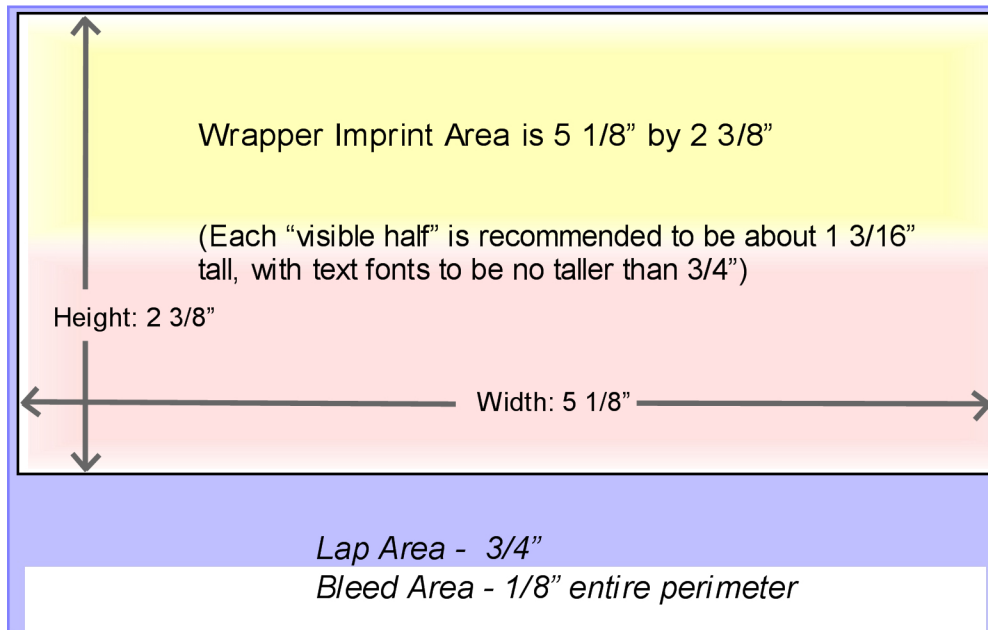 Wrapper Imprint Area is 5 1/8” by 2 3/8”
(Each “visible half” is recommended to be about 1 3/16”
tall, with text fonts to be no taller than 3/4”)
Height: 2 3/8”
Width: 5 1/8”
Lap Area - 3/4”
Bleed Area - 1/8” entire perimeter